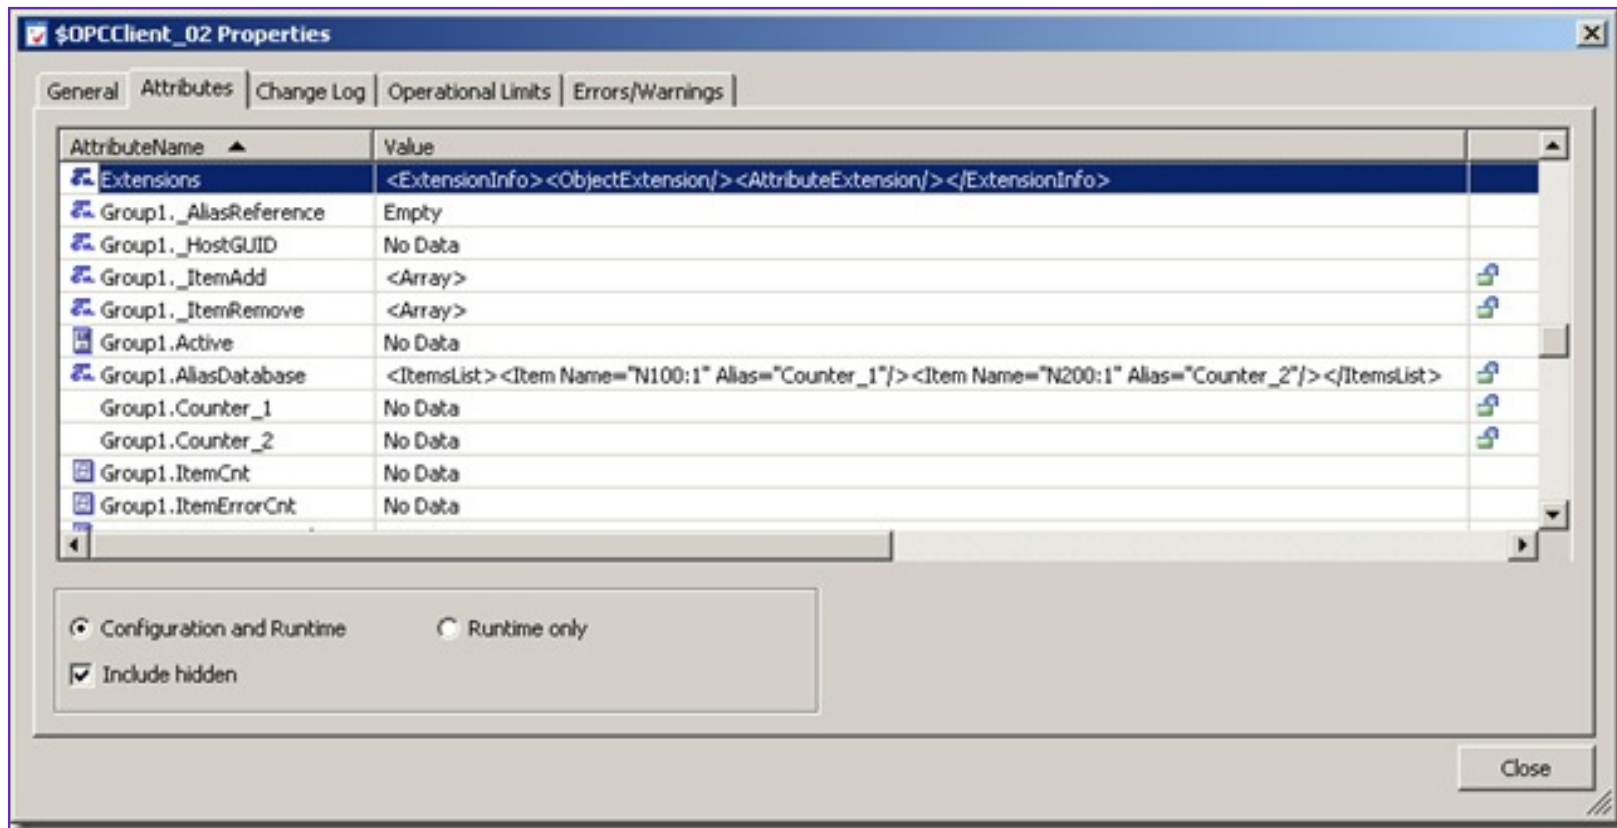 $OPCClient_02 Properties
General Attributes Change Log Operational Limits Errors/Warnings
AttributeName Value
Extensions <ExtensionInfo><ObjectExtension/><AttributeExtension/></ExtensionInfo>
Group1._AliasReference Empty
Group1._HostGUID No Data
Group1._ItemAdd <Array>
Group1._ItemRemove <Array>
Group1.Active No Data
Group1.AliasDatabase <ItemsList><Item Name="N100:1" Alias="Counter_1"/><Item Name="N200:1" Alias="Counter_2"/></ItemsList>
Group1.Counter_1 No Data
Group1.Counter_2 No Data
Group1.ItemCnt No Data
Group1.ItemErrorCnt No Data
Configuration and Runtime Runtime only
Include hidden
Close